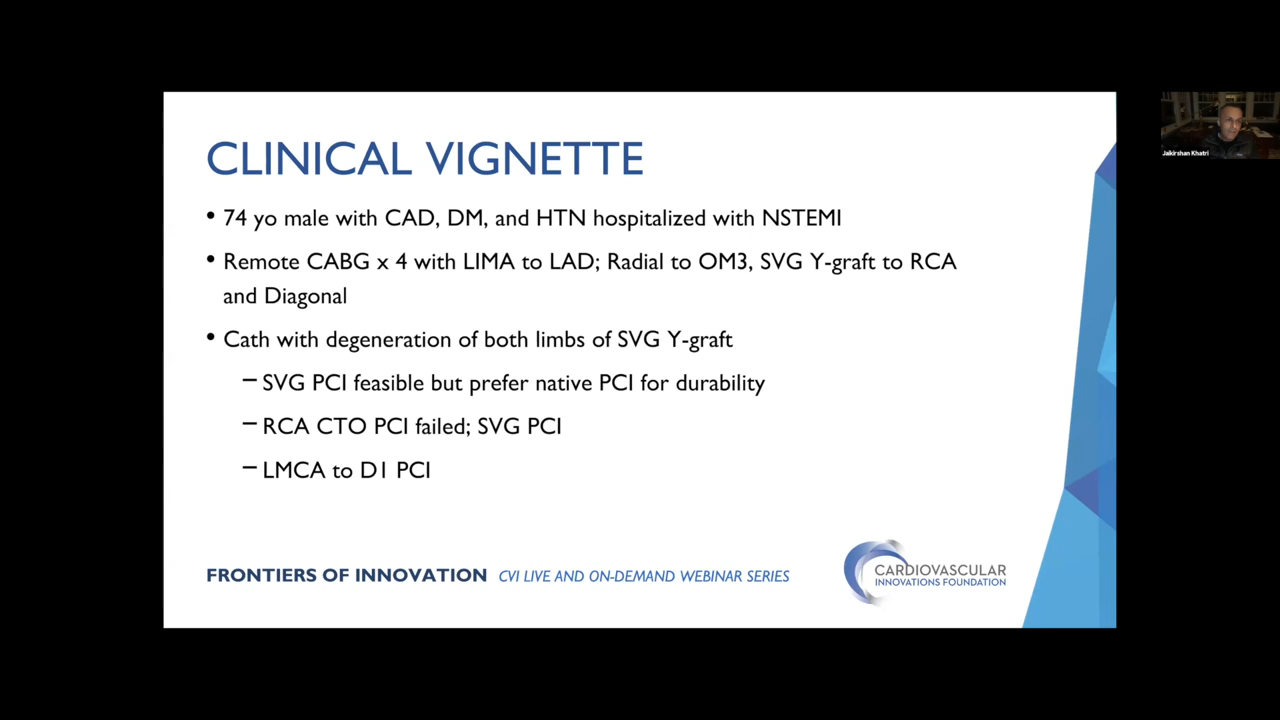 CLINICAL VIGNETTE
• 74 yo male with CAD, DM, and HTN hospitalized with NSTEMI
• Remote CABG x 4 with LIMA to LAD; Radial to OM3, SVG Y-graft to RCA
and Diagonal
• Cath with degeneration of both limbs of SVG Y-graft
– SVG PCI feasible but prefer native PCI for durability
– RCA CTO PCI failed; SVG PCI
– LMCA to D1 PCI
FRONTIERS OF INNOVATION CVI LIVE AND ON-DEMAND WEBINAR SERIES
CARDIOVASCULAR
INNOVATIONS FOUNDATION
Jaikirshan Khatri